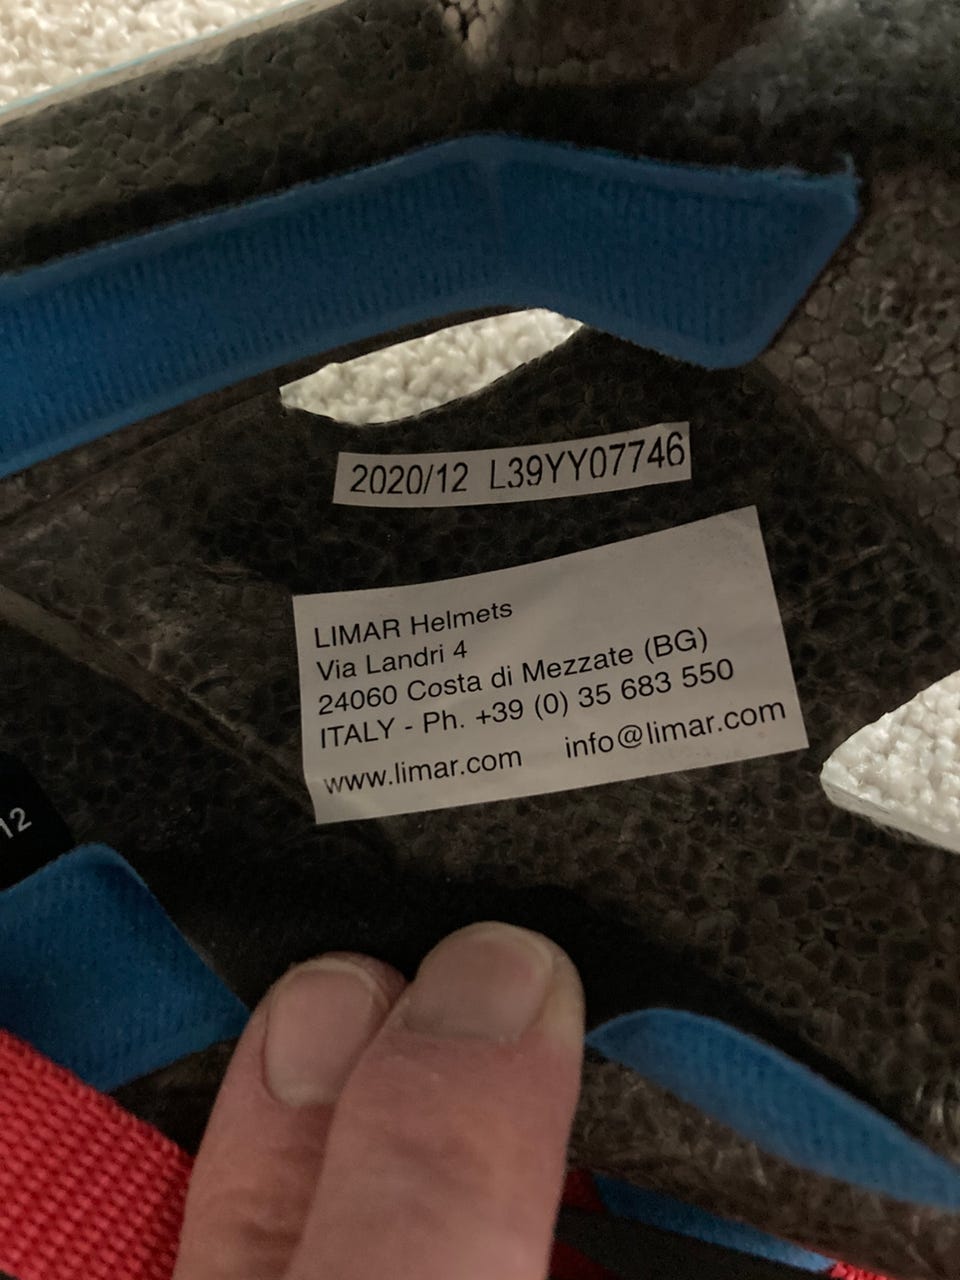 2020/12 L39YY07746
LIMAR Helmets
Via Landri 4
24060 Costa di Mezzate (BG)
ITALY - Ph. +39 (0) 35 683 550
www.limar.com info@limar.com
12